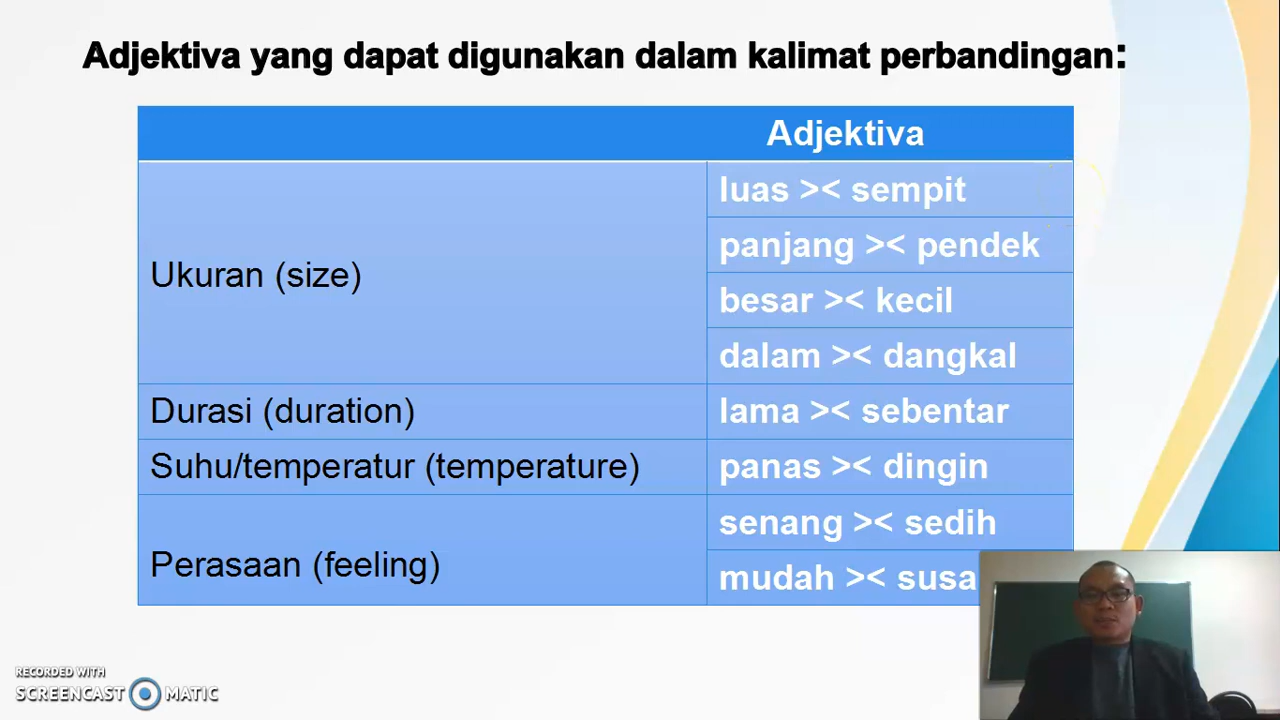 Adjektiva yang dapat digunakan dalam kalimat perbandingan:
Adjektiva
Ukuran (size)
luas >< sempit
panjang >< pendek
besar >< kecil
dalam >< dangkal
Durasi (duration)
lama >< sebentar
Suhu/temperatur (temperature)
panas >< dingin
Perasaan (feeling)
senang >< sedih
mudah >< susa
RECORDED WITH
SCREENCAST MATIC